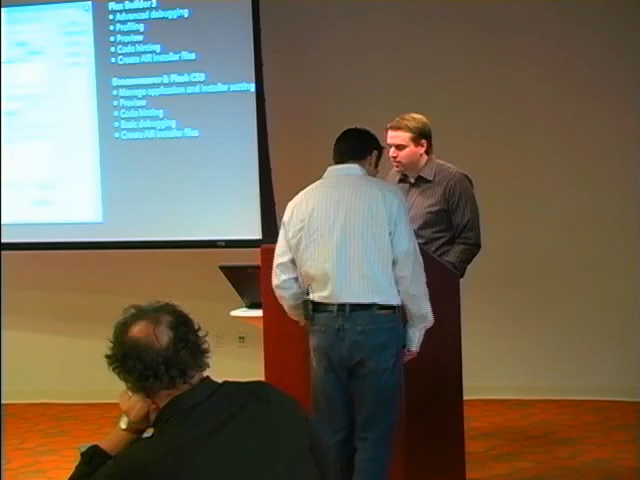 Flex Builder 3
• Advanced debugging
• Profiling
• Preview
• Code hinting
• Create AIR installer files
Dreamweaver & Flash CS3
• Manage application and installer setting
• Preview
• Code hinting
• Basic debugging
• Create AIR installer files